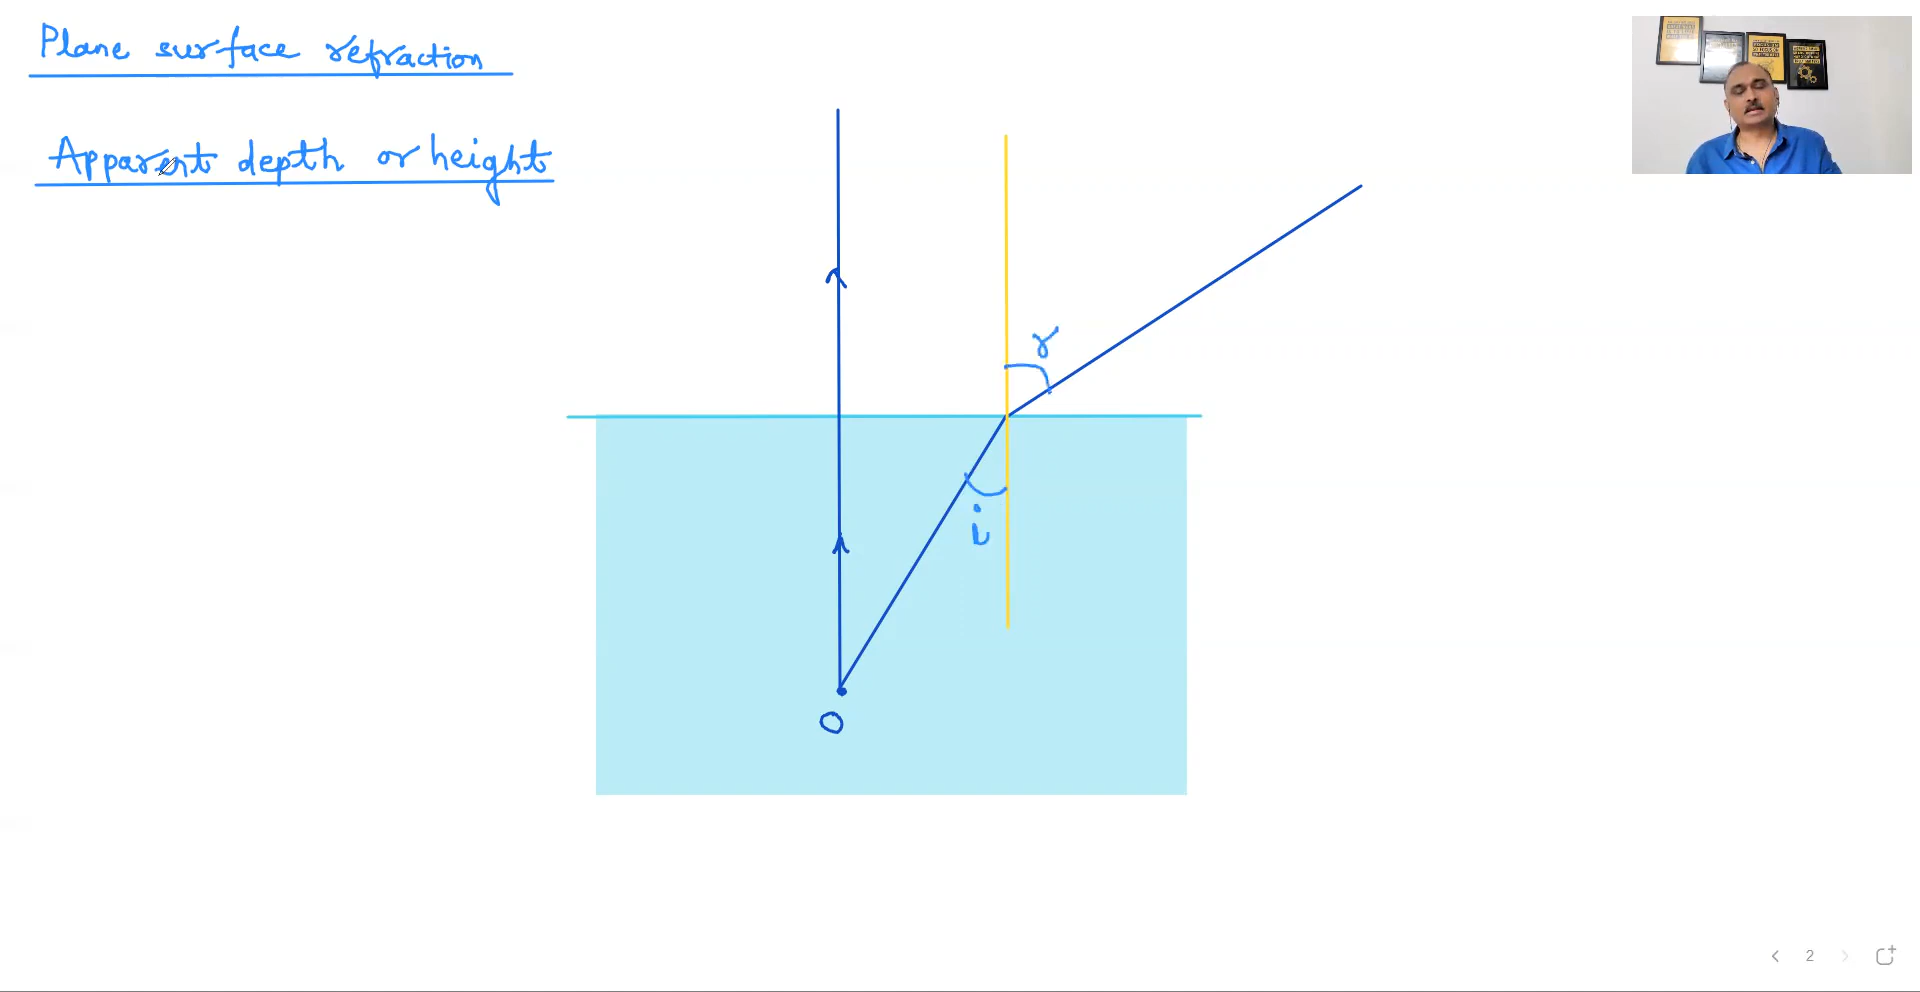 Plane surface refraction
Apparent depth or height
r
i
O
2